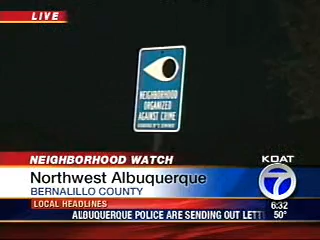 LIVE
NEIGHBORHOOD
ORGANIZED
AGAINST CRIME
NEIGHBORHOOD WATCH
KOAT
Northwest Albuquerque
BERNALILLO COUNTY
7
LOCAL HEADLINES
6:32
ALBUQUERQUE POLICE ARE SENDING OUT LETT
50°